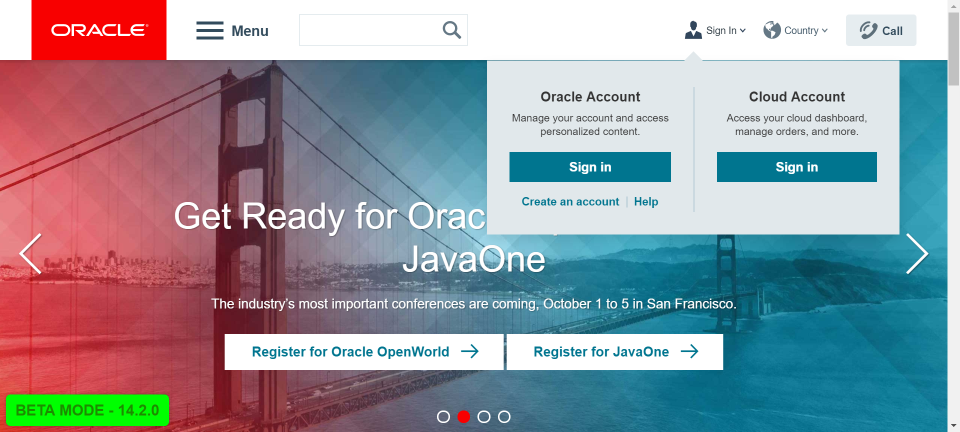 ORACLE
Menu
Sign In
Country
Call
Oracle Account
Manage your account and access
personalized content.
Sign in
Create an account | Help
Cloud Account
Access your cloud dashboard,
manage orders, and more.
Sign in
Get Ready for
JavaOne
The industry's most important conferences are coming, October 1 to 5 in San Francisco.
Register for Oracle OpenWorld
Register for JavaOne
BETA MODE - 14.2.0